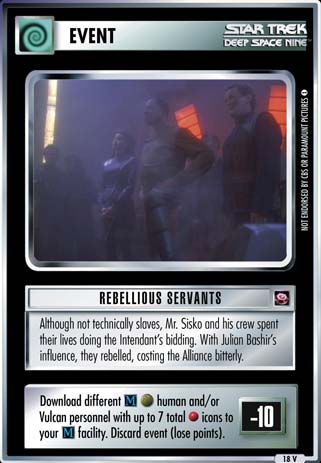 EVENT
STAR TREK
DEEP SPACE NINE
NOT ENDORSED BY CBS OR PARAMOUNT PICTURES
REBELLIOUS SERVANTS
Although not technically slaves, Mr. Sisko and his crew spent
their lives doing the Intendant's bidding. With Julian Bashir's
influence, they rebelled, costing the Alliance bitterly.
Download different M human and/or
Vulcan personnel with up to 7 total icons to
your M facility. Discard event (lose points).
-10
18 V